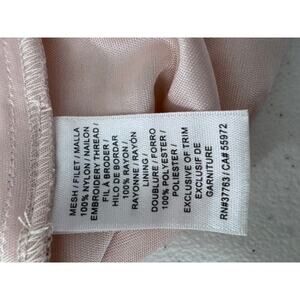 MESH / FILET / MALLA
100% NYLON / NAILON
EMBROIDERY THREAD /
FIL À BRODER /
HILO DE BORDAR
100% RAYON /
RAYONNE / RAYÓN
LINING /
DOUBLURE / FORRO
100% POLYESTER /
POLIESTER /
EXCLUSIVE OF TRIM
EXCLUSIF DE
GARNITURE
RN#37763 / CA# 55972